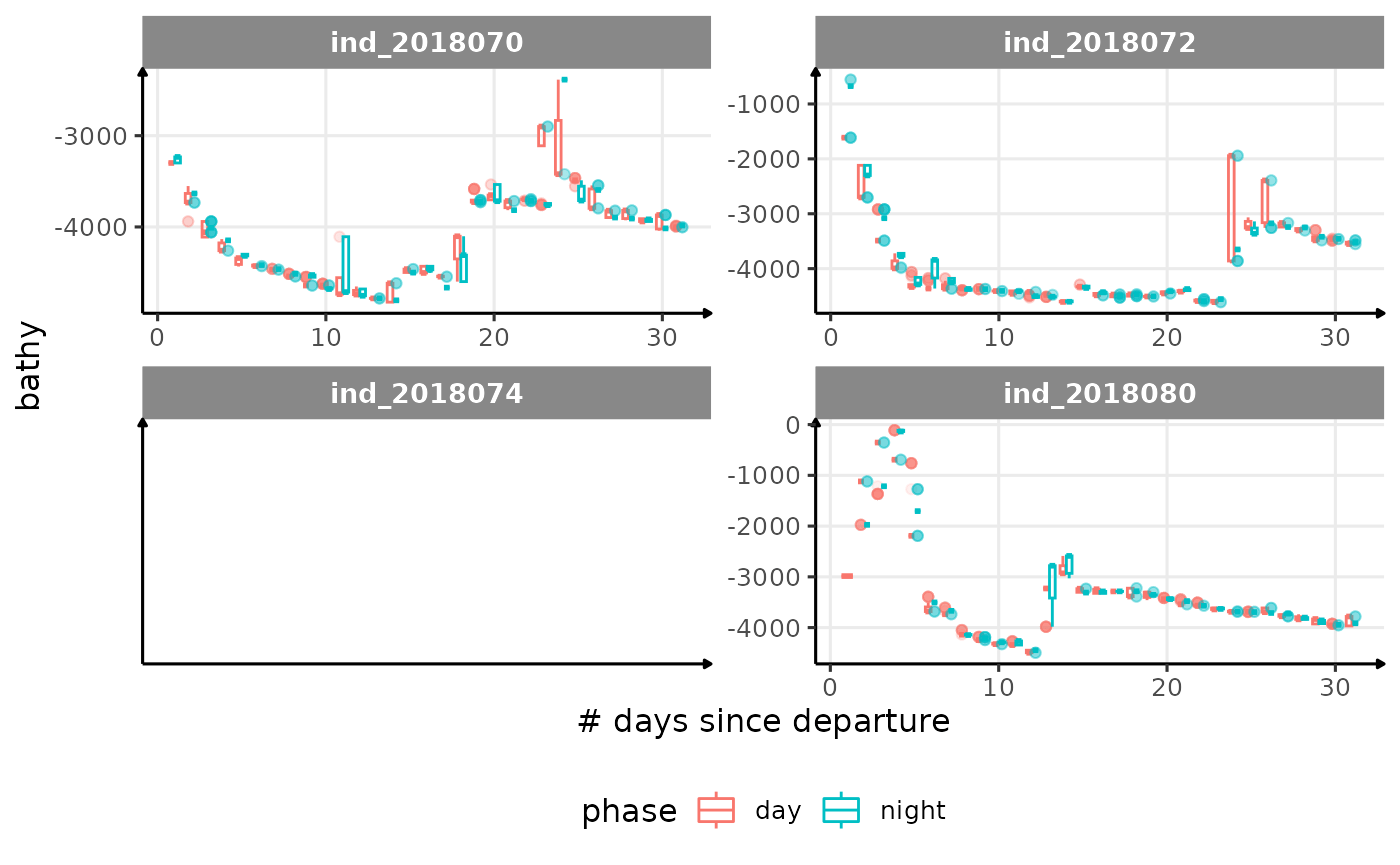 ind_2018070 ind_2018072
-3000
-4000
0 10 20 30
-1000
-2000
-3000
-4000
0 10 20 30
bathy
ind_2018074 ind_2018080
0
-1000
-2000
-3000
-4000
0 10 20 30
# days since departure
phase day night